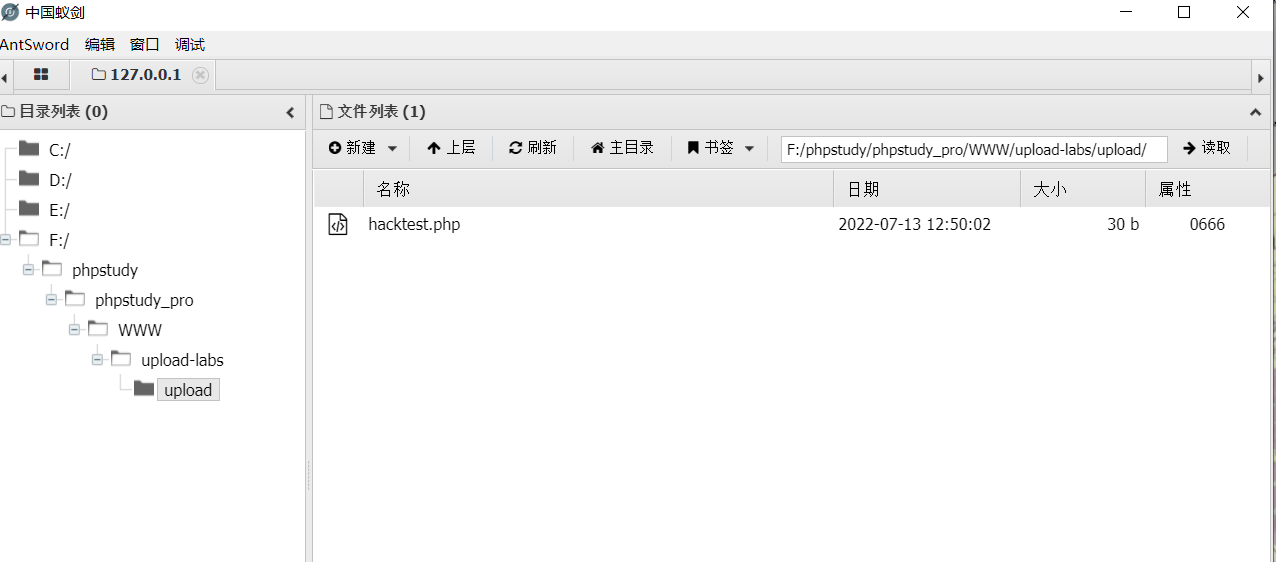 中国蚁剑
AntSword 编辑 窗口 调试
127.0.0.1
目录列表 (0)
C:/
D:/
E:/
F:/
phpstudy
phpstudy_pro
WWW
upload-labs
upload
文件列表 (1)
新建 上层 刷新 主目录 书签 F:/phpstudy/phpstudy_pro/WWW/upload-labs/upload/ 读取
名称 日期 大小 属性
hacktest.php 2022-07-13 12:50:02 30 b 0666